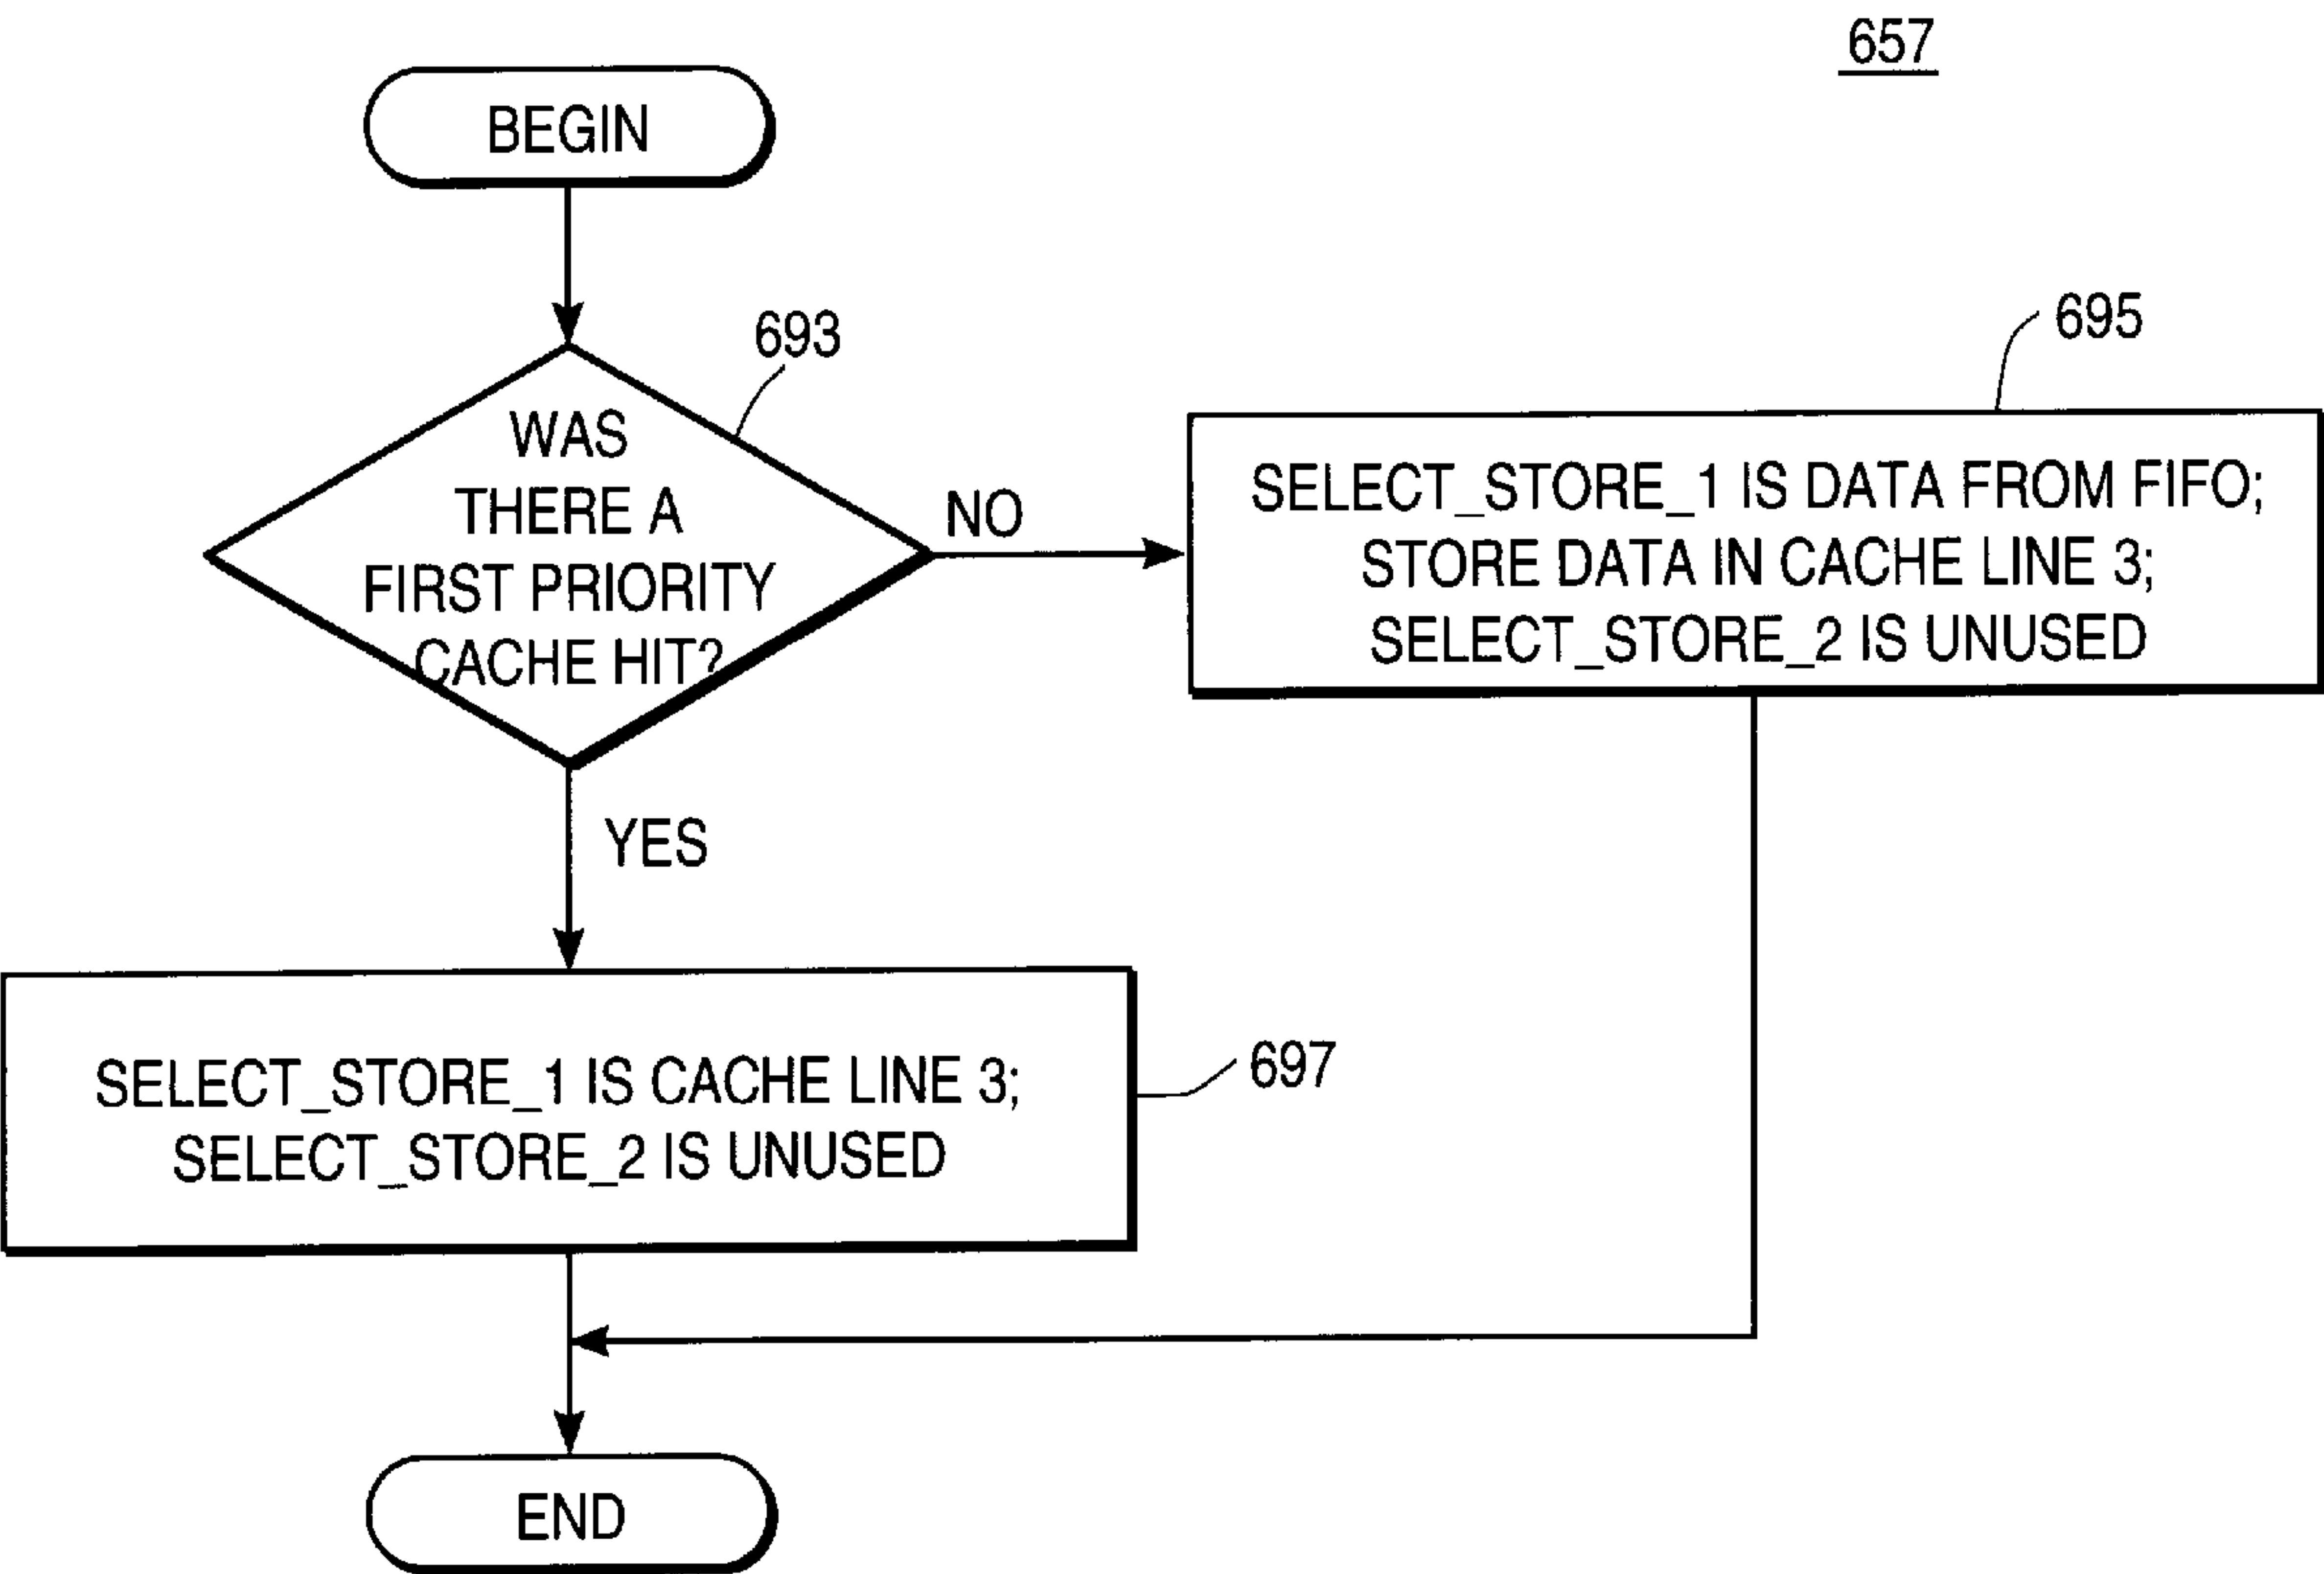 657
BEGIN
693
WAS
THERE A
FIRST PRIORITY
CACHE HIT?
NO
695
SELECT_STORE_1 IS DATA FROM FIFO;
STORE DATA IN CACHE LINE 3;
SELECT_STORE_2 IS UNUSED
YES
SELECT_STORE_1 IS CACHE LINE 3;
SELECT_STORE_2 IS UNUSED
697
END